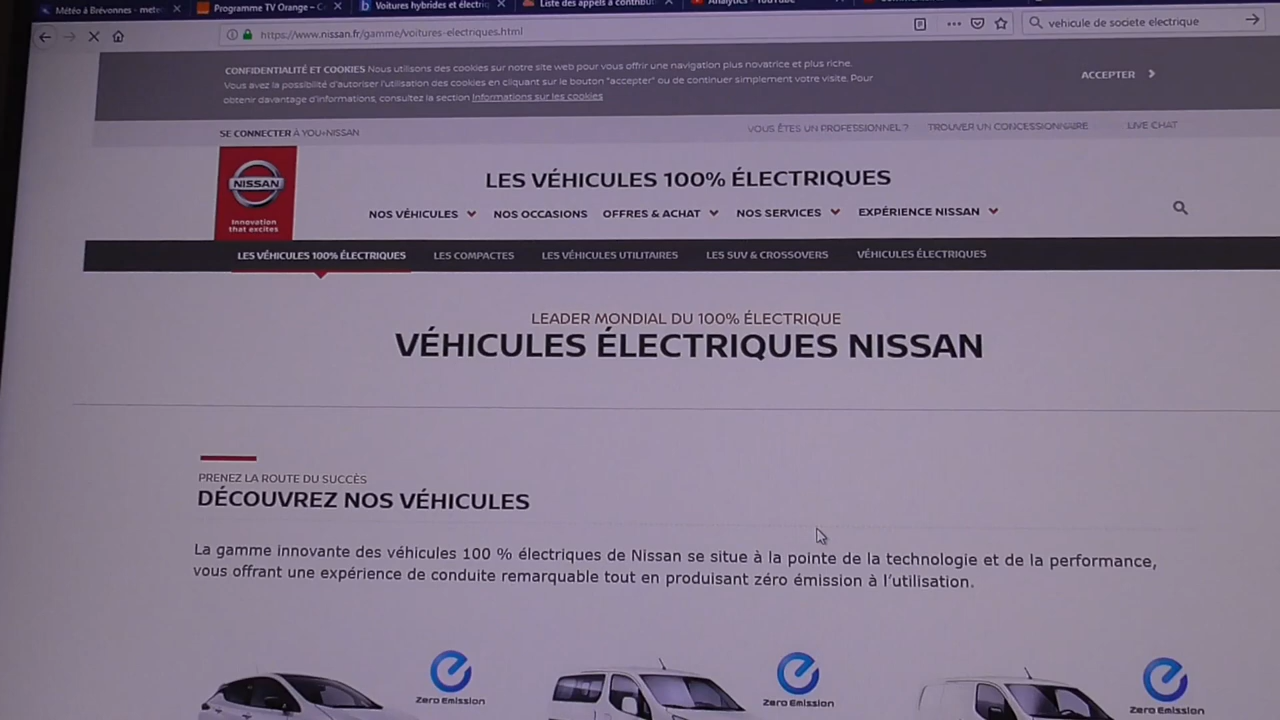 Météo à Brévonnes - mete
Programme TV Orange - C
Voitures hybrides et électric
Liste des appels à contribu
Analytics - YouTube
https://www.nissan.fr/gamme/voitures-electriques.html
vehicule de societe electrique
CONFIDENTIALITÉ ET COOKIES Nous utilisons des cookies sur notre site web pour vous offrir une navigation plus novatrice et plus riche.
Vous avez la possibilité d'autoriser l'utilisation des cookies en cliquant sur le bouton "accepter" ou de continuer simplement votre visite. Pour
obtenir davantage d'informations, consultez la section Informations sur les cookies
ACCEPTER
SE CONNECTER À YOU+NISSAN
VOUS ÊTES UN PROFESSIONNEL ?
TROUVER UN CONCESSIONNAIRE
LIVE CHAT
NISSAN
Innovation
that excites
LES VÉHICULES 100% ÉLECTRIQUES
NOS VÉHICULES
NOS OCCASIONS
OFFRES & ACHAT
NOS SERVICES
EXPÉRIENCE NISSAN
LES VÉHICULES 100% ÉLECTRIQUES
LES COMPACTES
LES VÉHICULES UTILITAIRES
LES SUV & CROSSOVERS
VÉHICULES ÉLECTRIQUES
LEADER MONDIAL DU 100% ÉLECTRIQUE
VÉHICULES ÉLECTRIQUES NISSAN
PRENEZ LA ROUTE DU SUCCÈS
DÉCOUVREZ NOS VÉHICULES
La gamme innovante des véhicules 100 % électriques de Nissan se situe à la pointe de la technologie et de la performance,
vous offrant une expérience de conduite remarquable tout en produisant zéro émission à l'utilisation.
Zero Emission
Zero Emission
Zero Emission